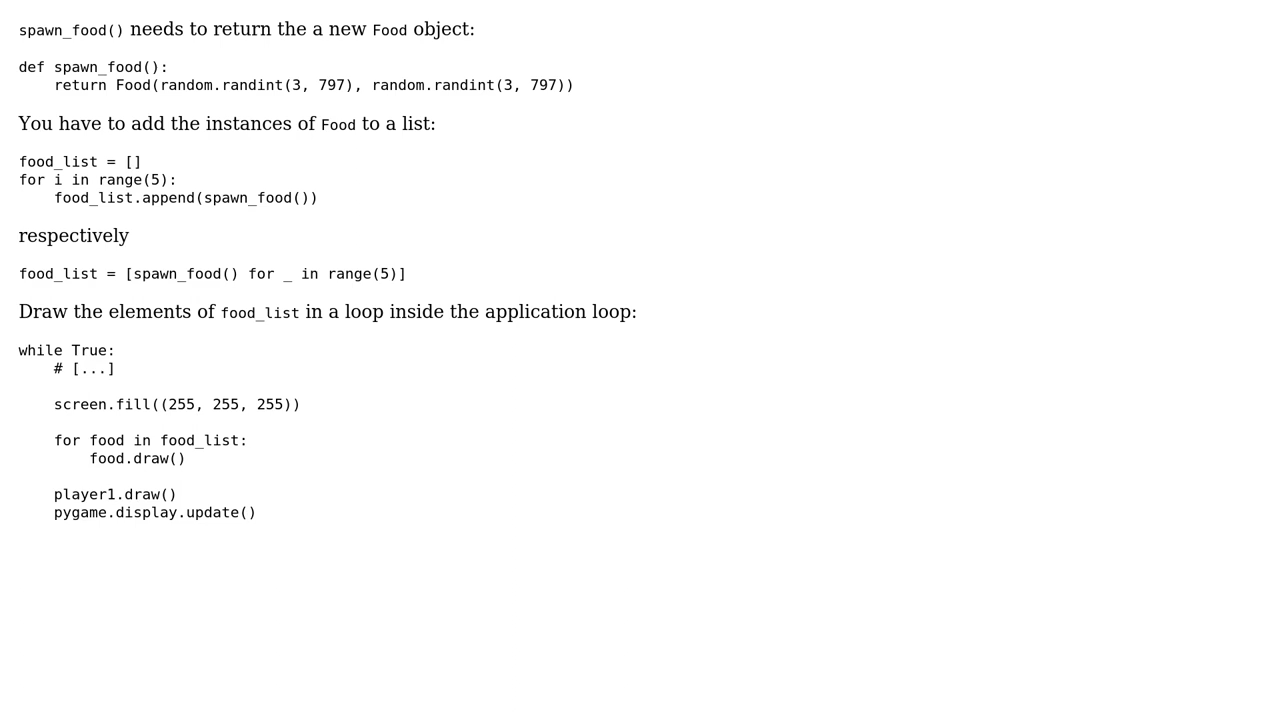 spawn_food() needs to return the a new Food object:
def spawn_food():
    return Food(random.randint(3, 797), random.randint(3, 797))
You have to add the instances of Food to a list:
food_list = []
for i in range(5):
    food_list.append(spawn_food())
respectively
food_list = [spawn_food() for _ in range(5)]
Draw the elements of food_list in a loop inside the application loop:
while True:
    # [...]
    screen.fill((255, 255, 255))
    for food in food_list:
        food.draw()
    player1.draw()
    pygame.display.update()